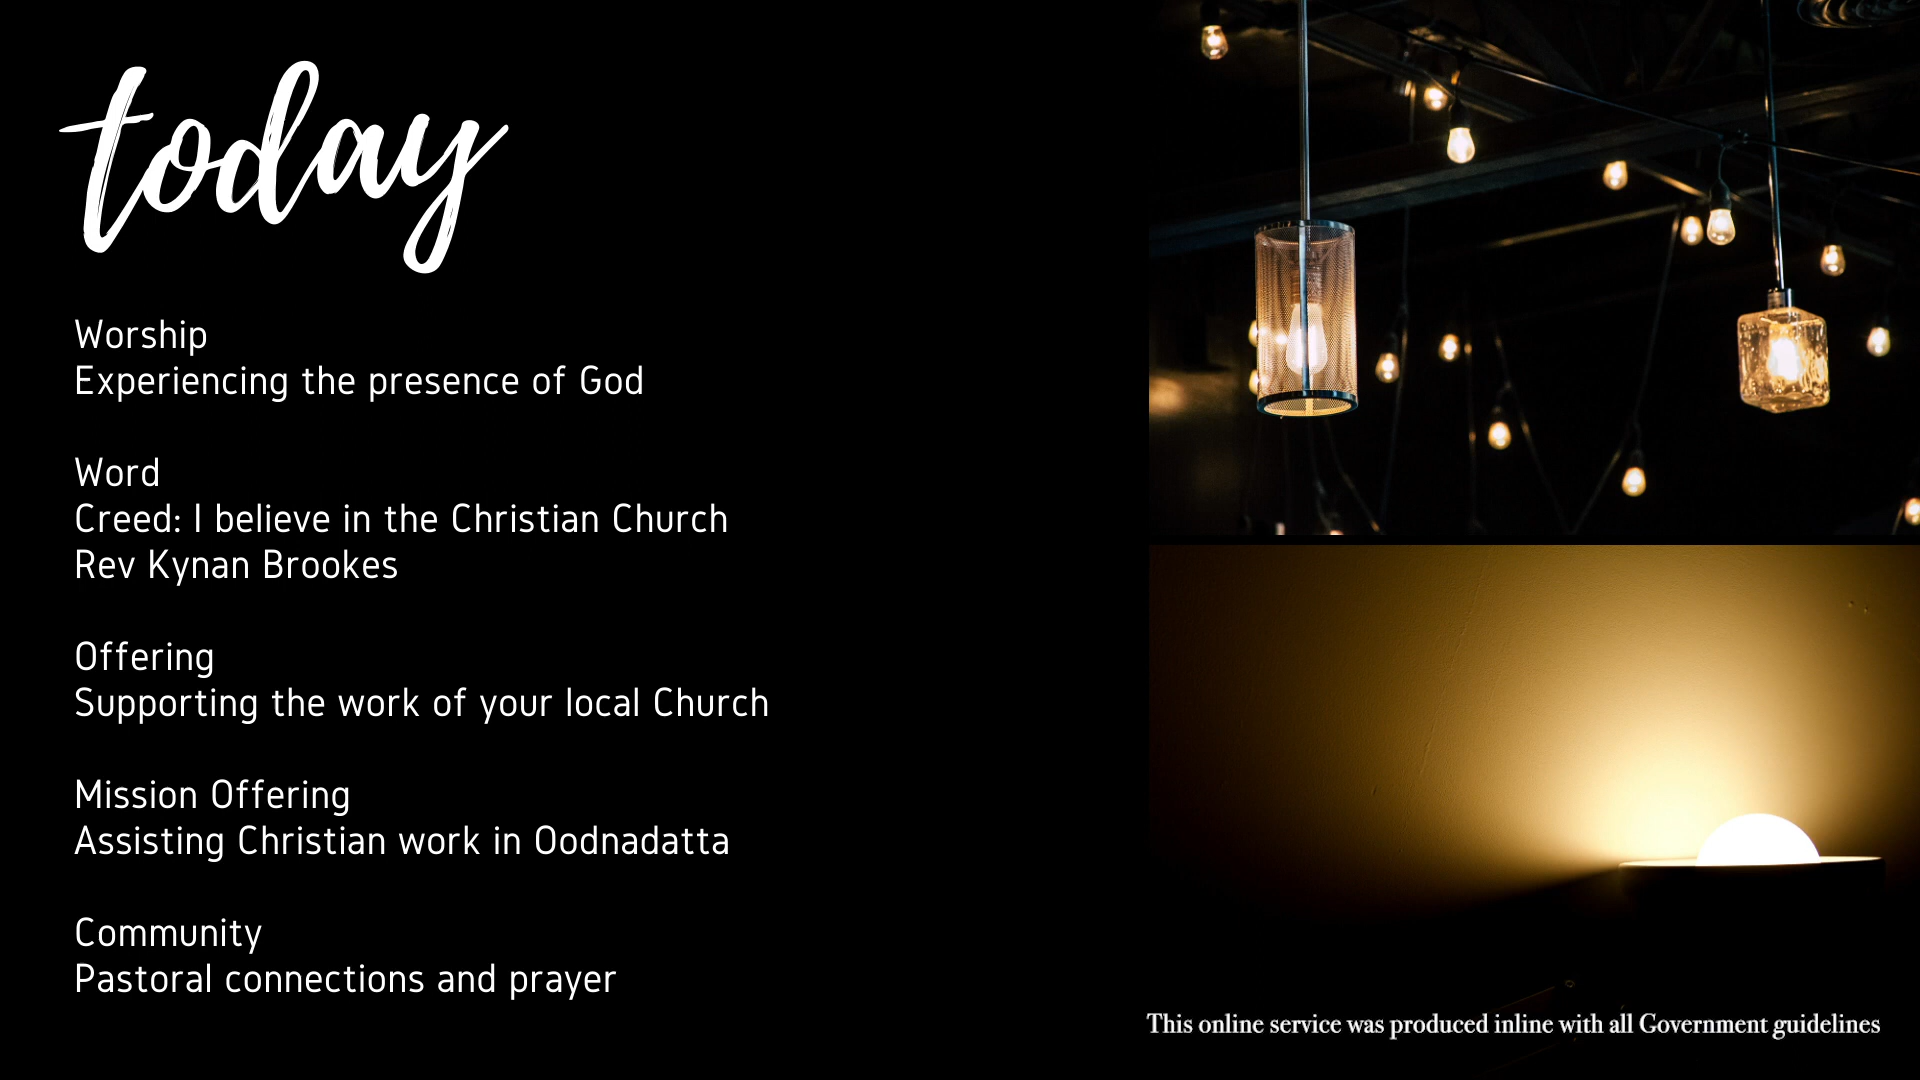 today
Worship
Experiencing the presence of God
Word
Creed: I believe in the Christian Church
Rev Kynan Brookes
Offering
Supporting the work of your local Church
Mission Offering
Assisting Christian work in Oodnadatta
Community
Pastoral connections and prayer
This online service was produced inline with all Government guidelines